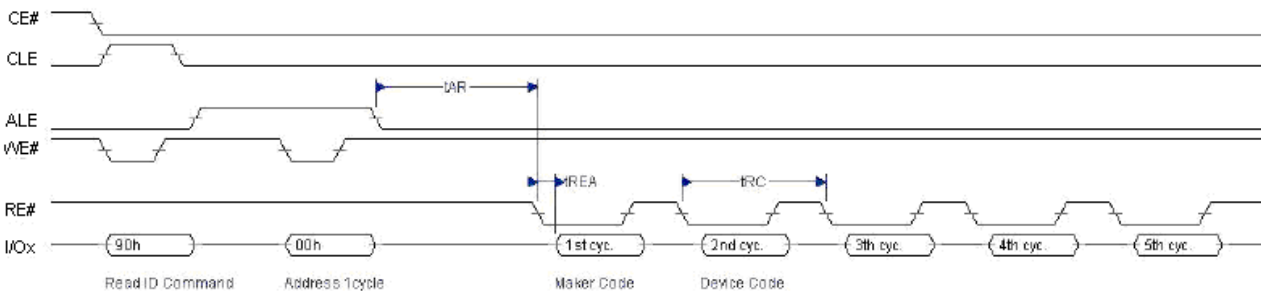 CE#
CLE
tAR
ALE
WE#
tREA
tRC
RE#
I/Ox
90h
00h
1st cyc.
2nd cyc.
3th cyc.
4th cyc.
5th cyc.
Read ID Command
Address 1cycle
Maker Code
Device Code